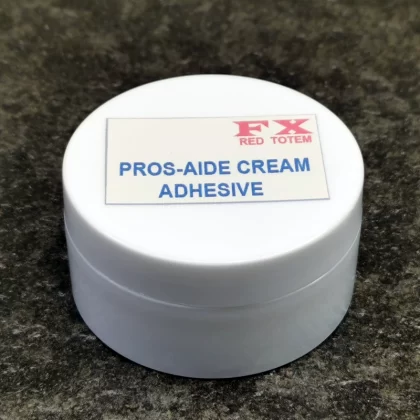 FX
RED TOTEM
PROS-AIDE CREAM
ADHESIVE